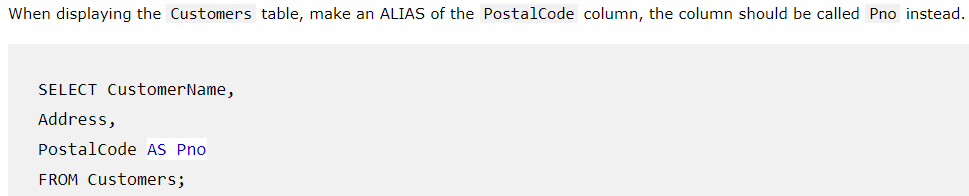 When displaying the Customers table, make an ALIAS of the PostalCode column, the column should be called Pno instead.
SELECT CustomerName,
Address,
PostalCode AS Pno
FROM Customers;